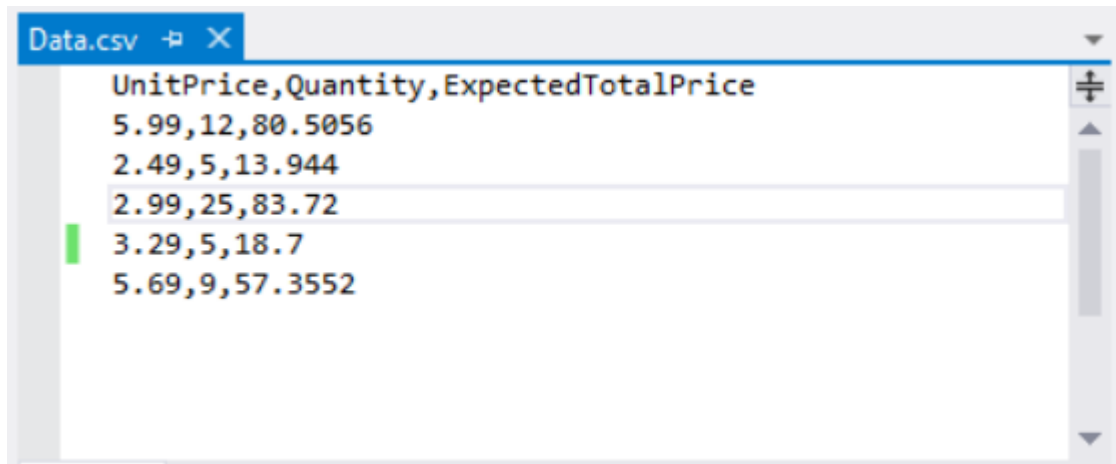 Data.csv
UnitPrice,Quantity,ExpectedTotalPrice
5.99,12,80.5056
2.49,5,13.944
2.99,25,83.72
3.29,5,18.7
5.69,9,57.3552